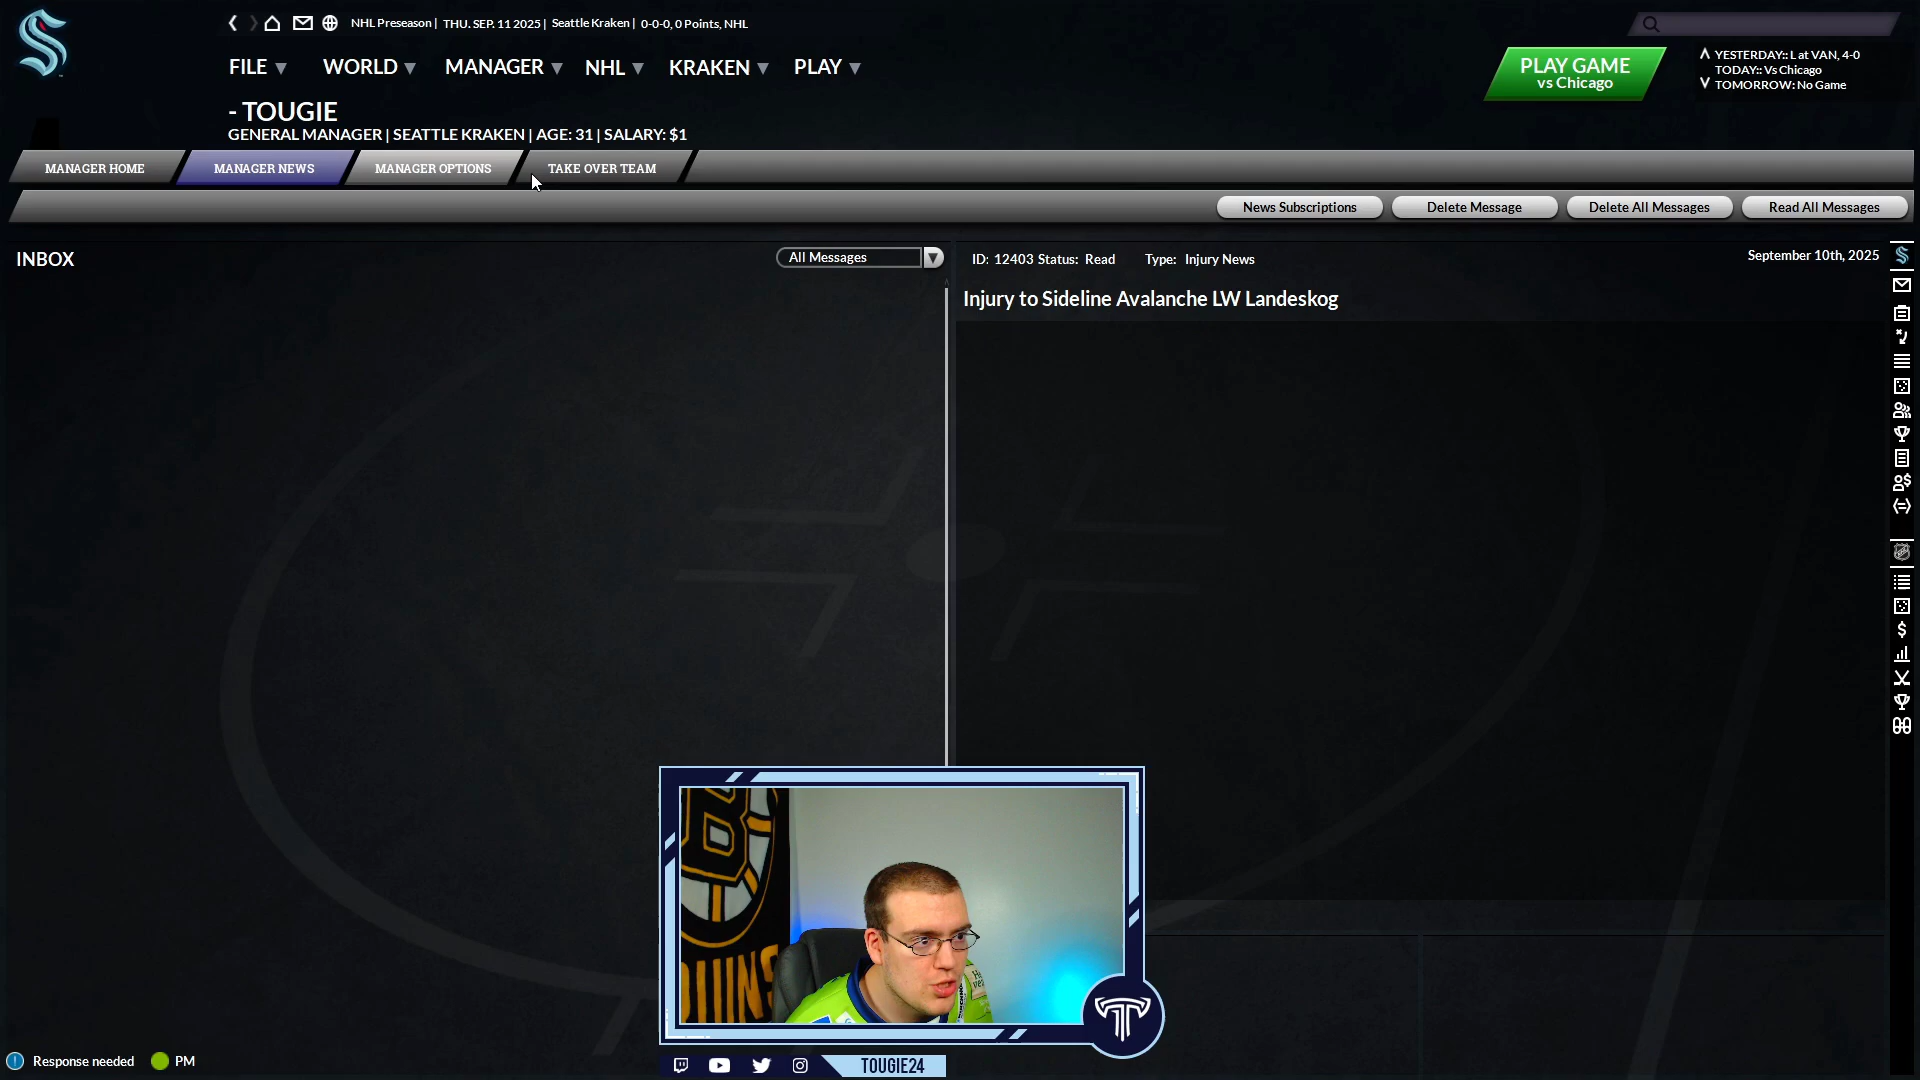 NHL Preseason | THU. SEP. 11 2025 | Seattle Kraken | 0-0-0, 0 Points, NHL
FILE WORLD MANAGER NHL KRAKEN PLAY
PLAY GAME
vs Chicago
YESTERDAY:: L at VAN, 4-0
TODAY:: Vs Chicago
TOMORROW: No Game
- TOUGIE
GENERAL MANAGER | SEATTLE KRAKEN | AGE: 31 | SALARY: $1
MANAGER HOME MANAGER NEWS MANAGER OPTIONS TAKE OVER TEAM
News Subscriptions Delete Message Delete All Messages Read All Messages
INBOX All Messages
ID: 12403 Status: Read Type: Injury News September 10th, 2025
Injury to Sideline Avalanche LW Landeskog
Response needed PM
TOUGIE24